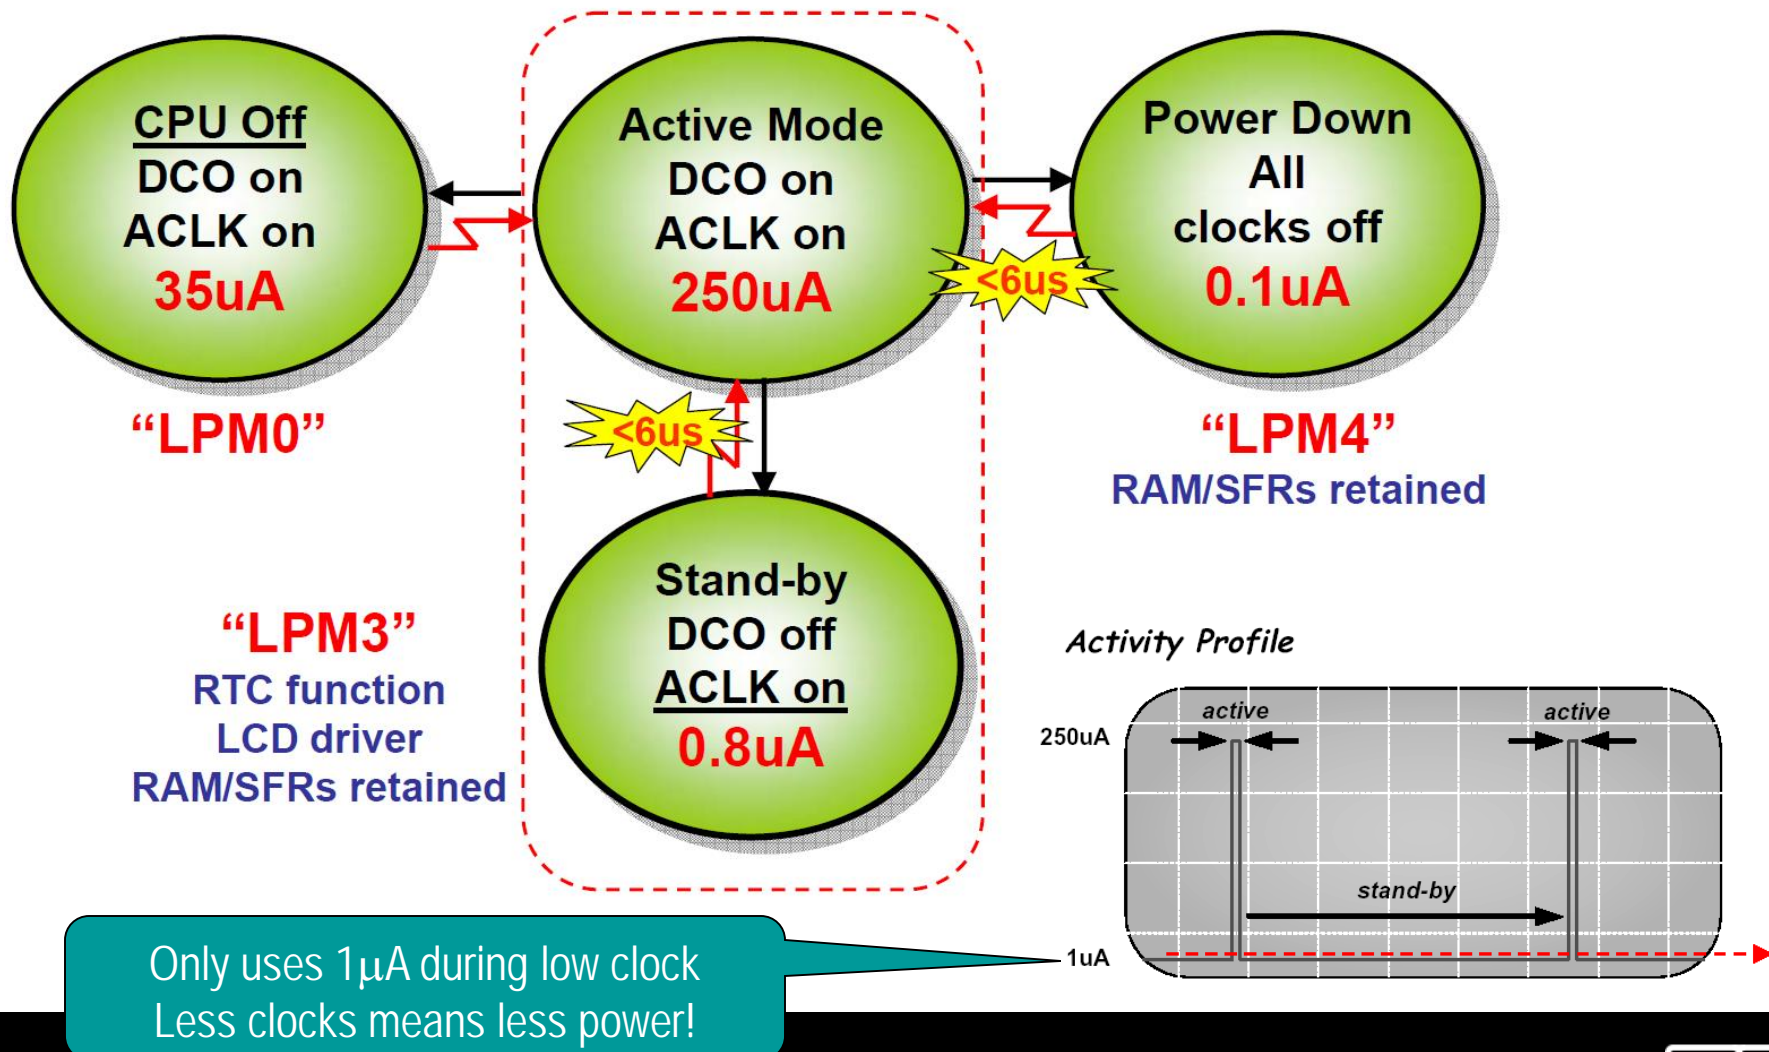 CPU Off
DCO on
ACLK on
35uA
“LPM0”
Active Mode
DCO on
ACLK on
250uA
<6us
Power Down
All
clocks off
0.1uA
“LPM4”
RAM/SFRs retained
<6us
Stand-by
DCO off
ACLK on
0.8uA
“LPM3”
RTC function
LCD driver
RAM/SFRs retained
Activity Profile
active
active
250uA
stand-by
1uA
Only uses 1μA during low clock
Less clocks means less power!